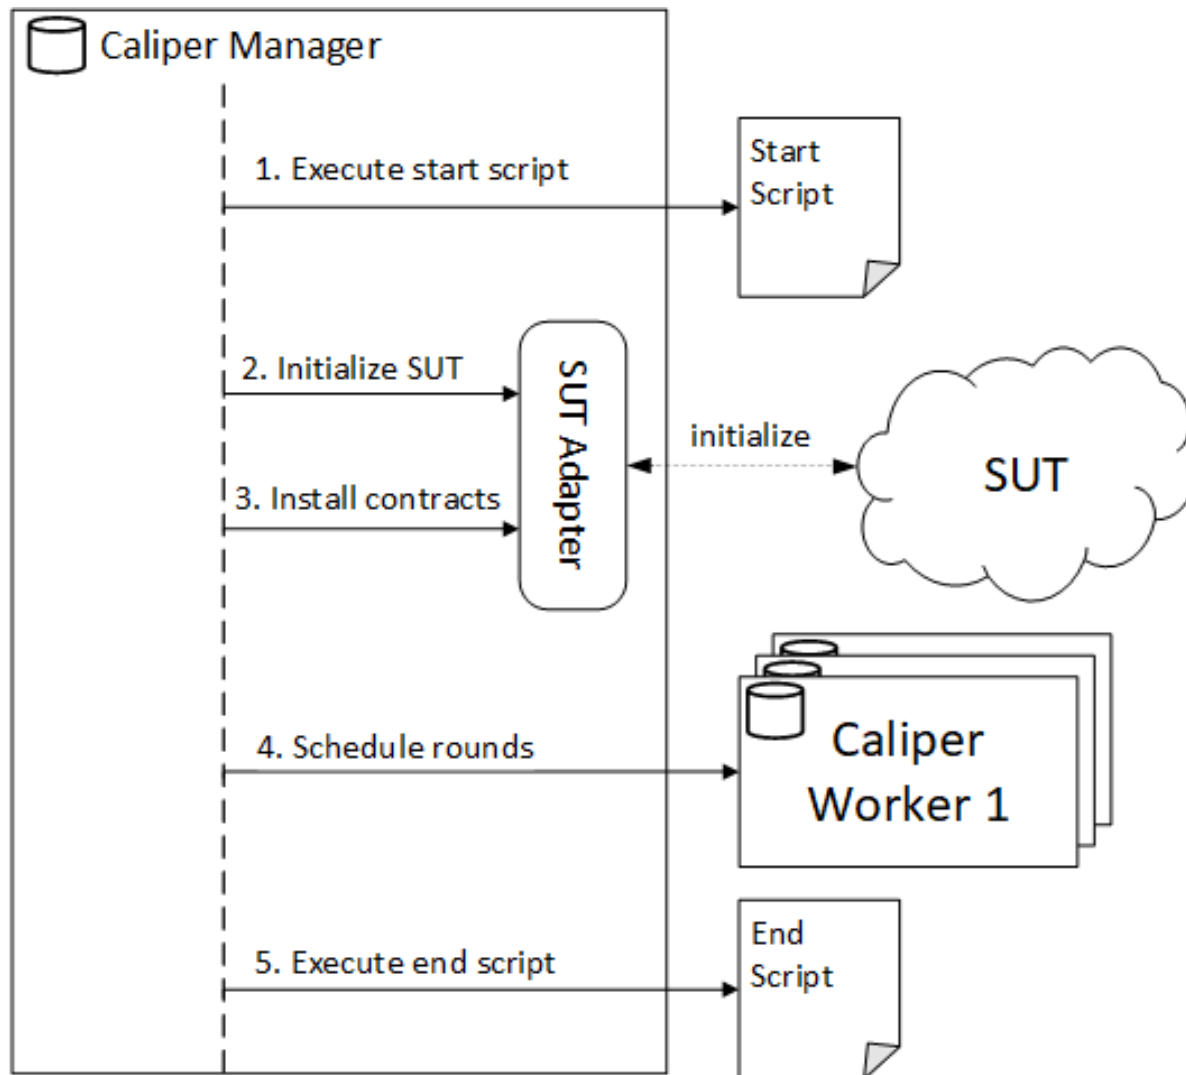 Caliper Manager
1. Execute start script
Start
Script
2. Initialize SUT
SUT Adapter
initialize
SUT
3. Install contracts
4. Schedule rounds
Caliper
Worker 1
5. Execute end script
End
Script